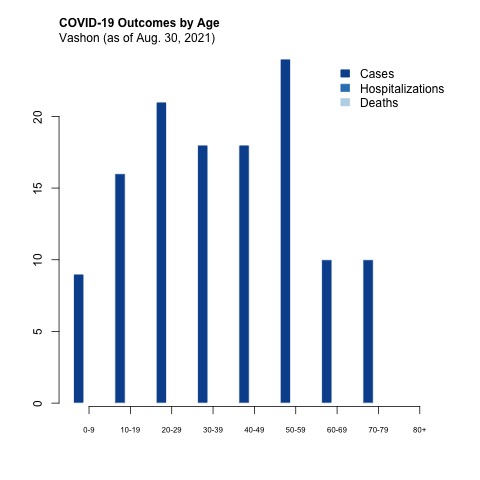 COVID-19 Outcomes by Age
Vashon (as of Aug. 30, 2021)
Cases
Hospitalizations
Deaths
20
15
10
5
0
0-9 10-19 20-29 30-39 40-49 50-59 60-69 70-79 80+